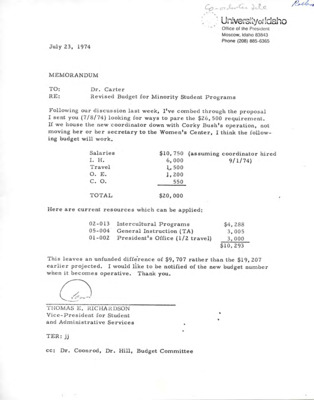 Co-ordinator file
University of Idaho
Office of the President
Moscow, Idaho 83843
Phone (208) 885-6365
July 23, 1974
MEMORANDUM
TO: Dr. Carter
RE: Revised Budget for Minority Student Programs
Following our discussion last week, I've combed through the proposal
I sent you (7/8/74) looking for ways to pare the $26,500 requirement.
If we house the new coordinator down with Corky Bush's operation, not
moving her or her secretary to the Women's Center, I think the follow-
ing budget will work.
Salaries $10,750 (assuming coordinator hired
I. H. 6,000 9/1/74)
Travel 1,500
O. E. 1,200
C. O. 550
TOTAL $20,000
Here are current resources which can be applied:
02-013 Intercultural Programs $4,288
05-004 General Instruction (TA) 3,005
01-002 President's Office (1/2 travel) 3,000
$10,293
This leaves an unfunded difference of $9,707 rather than the $19,207
earlier projected. I would like to be notified of the new budget number
when it becomes operative. Thank you.
THOMAS E. RICHARDSON
Vice-President for Student
and Administrative Services
TER: jj
cc: Dr. Coonrod, Dr. Hill, Budget Committee